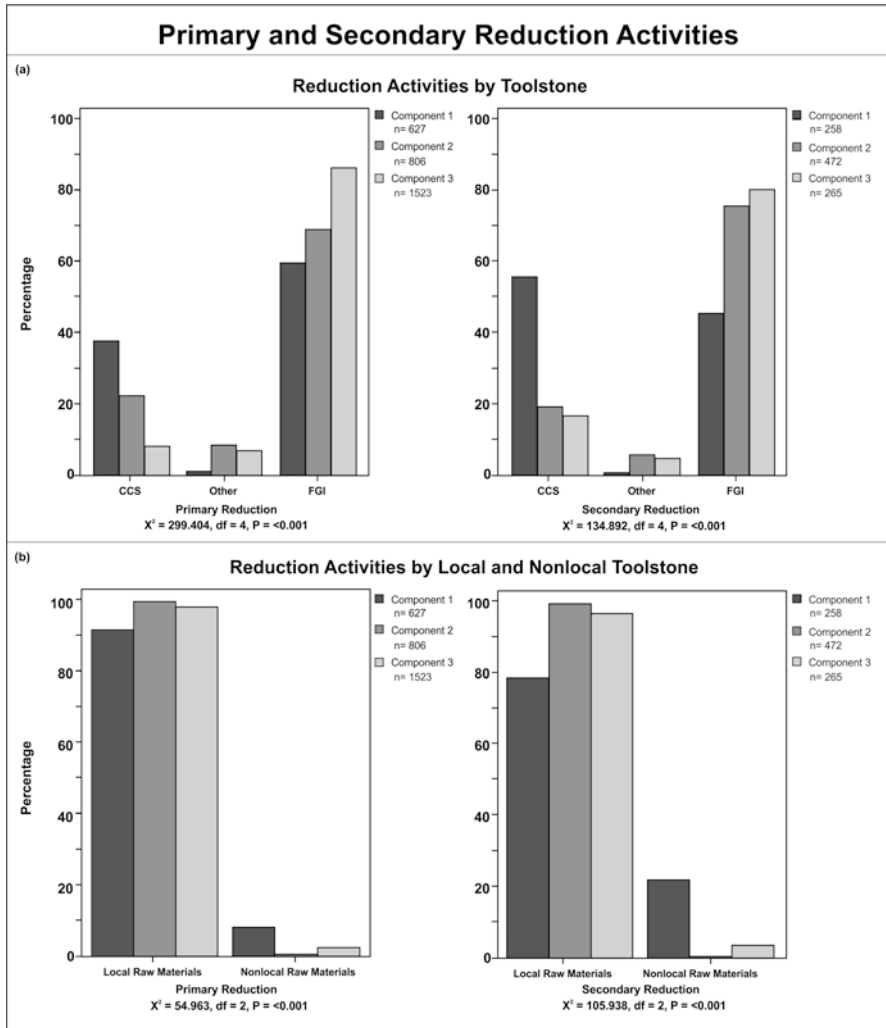 Primary and Secondary Reduction Activities
(a)
Reduction Activities by Toolstone
Percentage
100
80
60
40
20
0
CCS
Other
FGI
Primary Reduction
X² = 299.404, df = 4, P = <0.001
Component 1
n= 627
Component 2
n= 806
Component 3
n= 1523
100
80
60
40
20
0
CCS
Other
FGI
Secondary Reduction
X² = 134.892, df = 4, P = <0.001
Component 1
n= 258
Component 2
n= 472
Component 3
n= 265
(b)
Reduction Activities by Local and Nonlocal Toolstone
Percentage
100
80
60
40
20
0
Local Raw Materials
Nonlocal Raw Materials
Primary Reduction
X² = 54.963, df = 2, P = <0.001
Component 1
n= 627
Component 2
n= 806
Component 3
n= 1523
100
80
60
40
20
0
Local Raw Materials
Nonlocal Raw Materials
Secondary Reduction
X² = 105.938, df = 2, P = <0.001
Component 1
n= 258
Component 2
n= 472
Component 3
n= 265